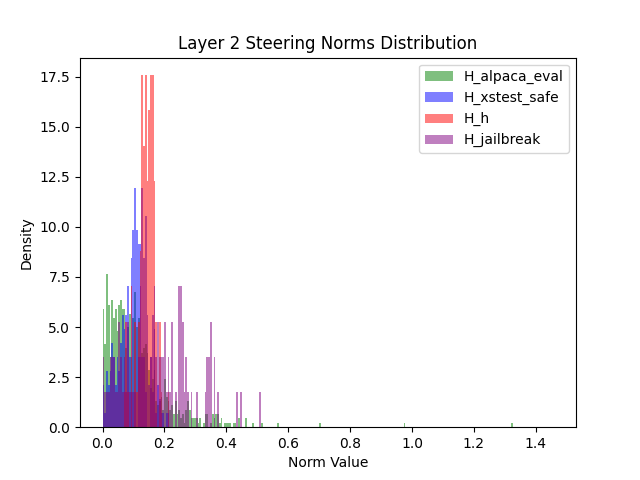 Layer 2 Steering Norms Distribution
H_alpaca_eval
H_xstest_safe
H_h
H_jailbreak
17.5
15.0
12.5
10.0
7.5
5.0
2.5
0.0
Density
0.0 0.2 0.4 0.6 0.8 1.0 1.2 1.4
Norm Value